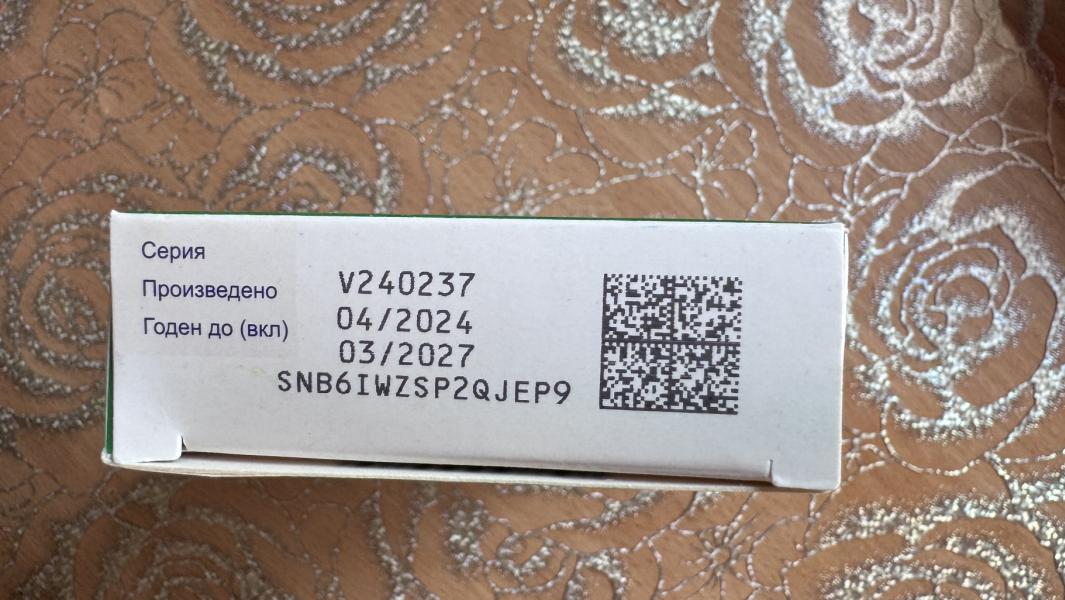 Серия
Произведено
Годен до (вкл)
V240237
04/2024
03/2027
SNB6IWZSP2QJEP9